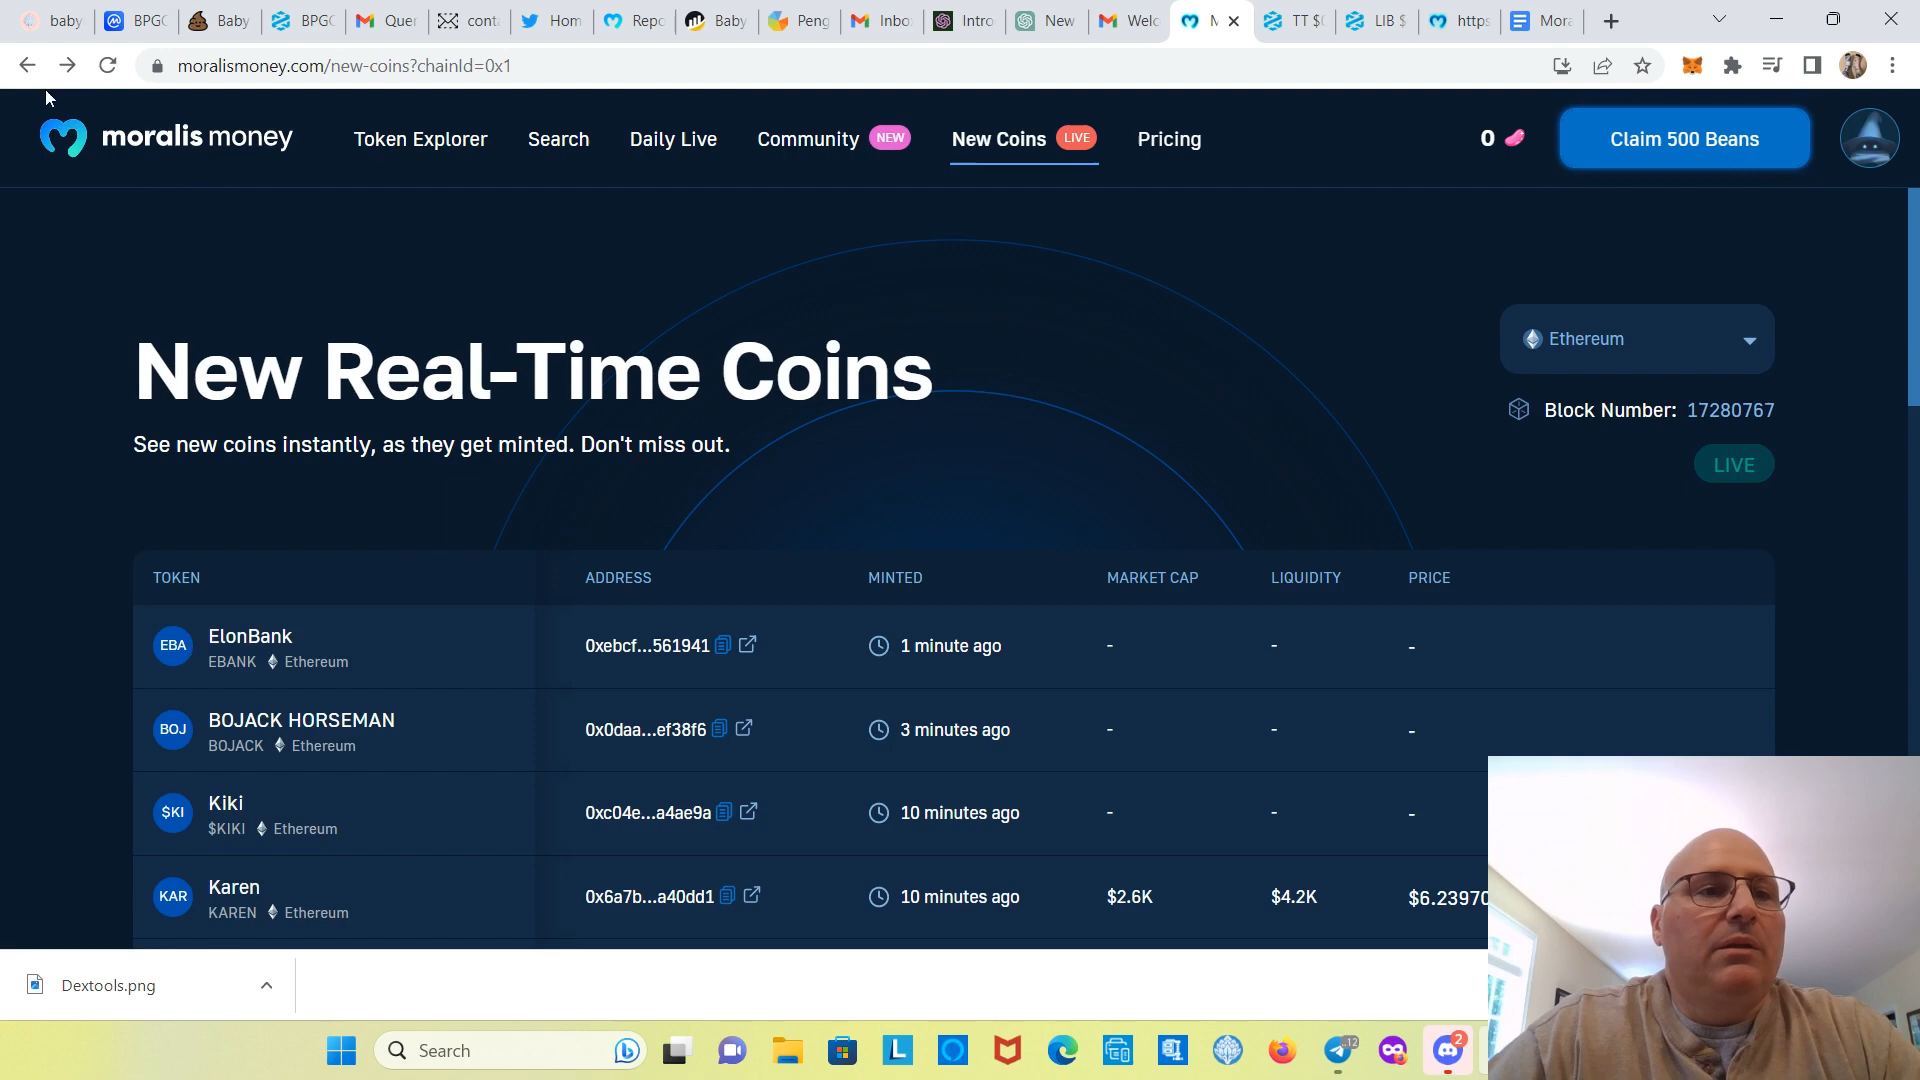 baby
BPGC
Baby
BPGC
Quer
cont
Hom
Repo
Baby
Peng
Inbo
Intro
New
Welc
M
TT $(
LIB $
https
Mora
moralismoney.com/new-coins?chainId=0x1
moralis money
Token Explorer
Search
Daily Live
Community NEW
New Coins LIVE
Pricing
0
Claim 500 Beans
New Real-Time Coins
See new coins instantly, as they get minted. Don't miss out.
Ethereum
Block Number: 17280767
LIVE
TOKEN ADDRESS MINTED MARKET CAP LIQUIDITY PRICE
EBA ElonBank
EBANK Ethereum
0xebcf...561941 1 minute ago - - -
BOJ BOJACK HORSEMAN
BOJACK Ethereum
0x0daa...ef38f6 3 minutes ago - - -
$KI Kiki
$KIKI Ethereum
0xc04e...a4ae9a 10 minutes ago - - -
KAR Karen
KAREN Ethereum
0x6a7b...a40dd1 10 minutes ago $2.6K $4.2K $6.23970
Dextools.png
Search
L
..12
2